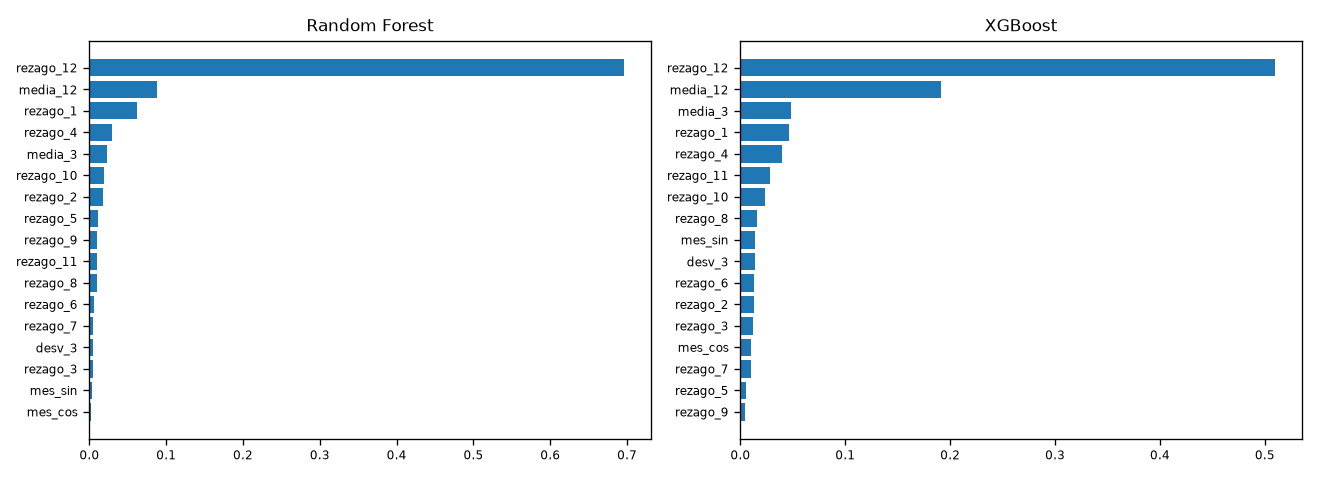 Random Forest
rezago_12
media_12
rezago_1
rezago_4
media_3
rezago_10
rezago_2
rezago_5
rezago_9
rezago_11
rezago_8
rezago_6
rezago_7
desv_3
rezago_3
mes_sin
mes_cos
0.0 0.1 0.2 0.3 0.4 0.5 0.6 0.7
XGBoost
rezago_12
media_12
media_3
rezago_1
rezago_4
rezago_11
rezago_10
rezago_8
mes_sin
desv_3
rezago_6
rezago_2
rezago_3
mes_cos
rezago_7
rezago_5
rezago_9
0.0 0.1 0.2 0.3 0.4 0.5